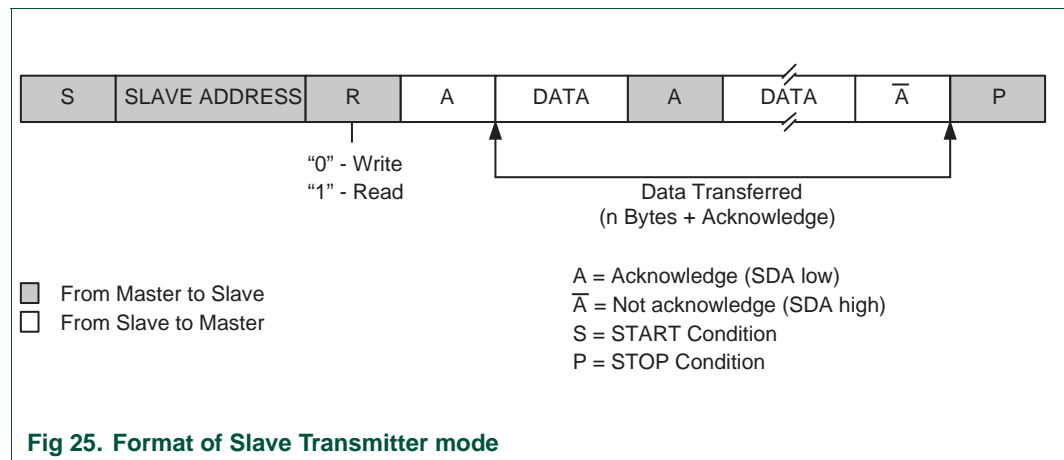 S SLAVE ADDRESS R A DATA A DATA A̅ P
“0” - Write
“1” - Read
Data Transferred
(n Bytes + Acknowledge)
From Master to Slave
From Slave to Master
A = Acknowledge (SDA low)
A̅ = Not acknowledge (SDA high)
S = START Condition
P = STOP Condition
Fig 25. Format of Slave Transmitter mode